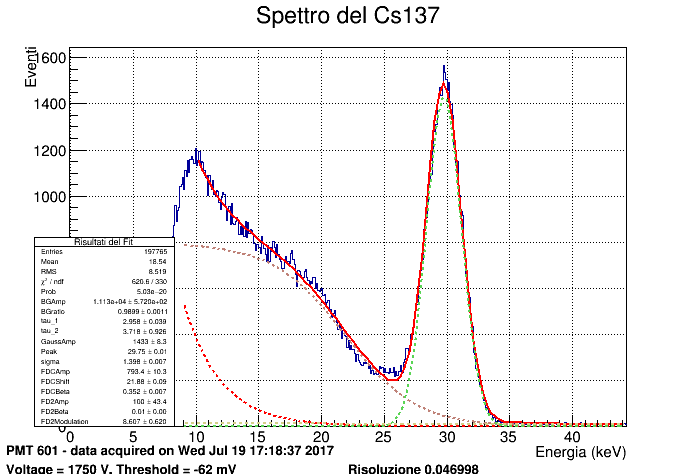 Spettro del Cs137
Eventi
1600
1400
1200
1000
Risultati del Fit
Entries 197765
Mean 18.54
RMS 8.519
χ² / ndf 620.6 / 330
Prob 5.03e-20
BGAmp 1.113e+04 ± 5.720e+02
BGratio 0.9899 ± 0.0011
tau_1 2.958 ± 0.039
tau_2 3.718 ± 0.926
GaussAmp 1433 ± 8.3
Peak 29.75 ± 0.01
sigma 1.398 ± 0.007
FDCAmp 793.4 ± 10.3
FDCShift 21.88 ± 0.09
FDCBeta 0.352 ± 0.007
FD2Amp 100 ± 43.4
FD2Beta 0.01 ± 0.00
FD2Modulation 8.607 ± 0.620
0 5 10 15 20 25 30 35 40
Energia (keV)
PMT 601 - data acquired on Wed Jul 19 17:18:37 2017
Voltage = 1750 V, Threshold = -62 mV Risoluzione 0.046998